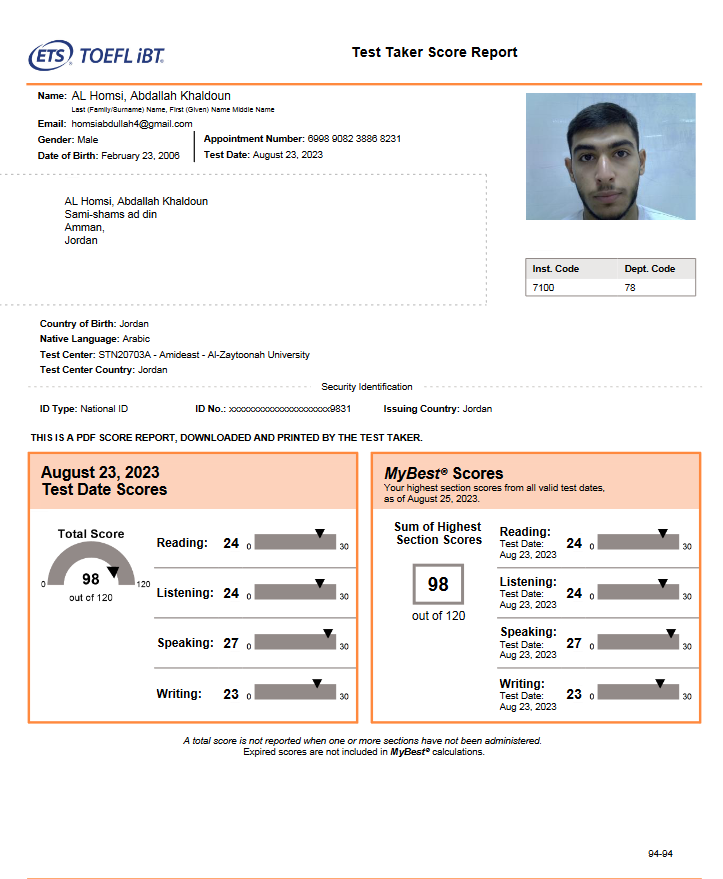 ETS TOEFL iBT
Test Taker Score Report
Name: AL Homsi, Abdallah Khaldoun
Last (Family/Surname) Name, First (Given) Name Middle Name
Email: homsiabdullah4@gmail.com
Gender: Male
Date of Birth: February 23, 2006
Appointment Number: 6998 9082 3886 8231
Test Date: August 23, 2023
AL Homsi, Abdallah Khaldoun
Sami-shams ad din
Amman,
Jordan
Inst. Code Dept. Code
7100 78
Country of Birth: Jordan
Native Language: Arabic
Test Center: STN20703A - Amideast - Al-Zaytoonah University
Test Center Country: Jordan
Security Identification
ID Type: National ID ID No.: xxxxxxxxxxxxxxxxxxxxx9831 Issuing Country: Jordan
THIS IS A PDF SCORE REPORT, DOWNLOADED AND PRINTED BY THE TEST TAKER.
August 23, 2023
Test Date Scores
Total Score
0 98 120
out of 120
Reading: 24 0 30
Listening: 24 0 30
Speaking: 27 0 30
Writing: 23 0 30
MyBest® Scores
Your highest section scores from all valid test dates,
as of August 25, 2023.
Sum of Highest
Section Scores
98
out of 120
Reading:
Test Date:
Aug 23, 2023
24 0 30
Listening:
Test Date:
Aug 23, 2023
24 0 30
Speaking:
Test Date:
Aug 23, 2023
27 0 30
Writing:
Test Date:
Aug 23, 2023
23 0 30
A total score is not reported when one or more sections have not been administered.
Expired scores are not included in MyBest® calculations.
94-94